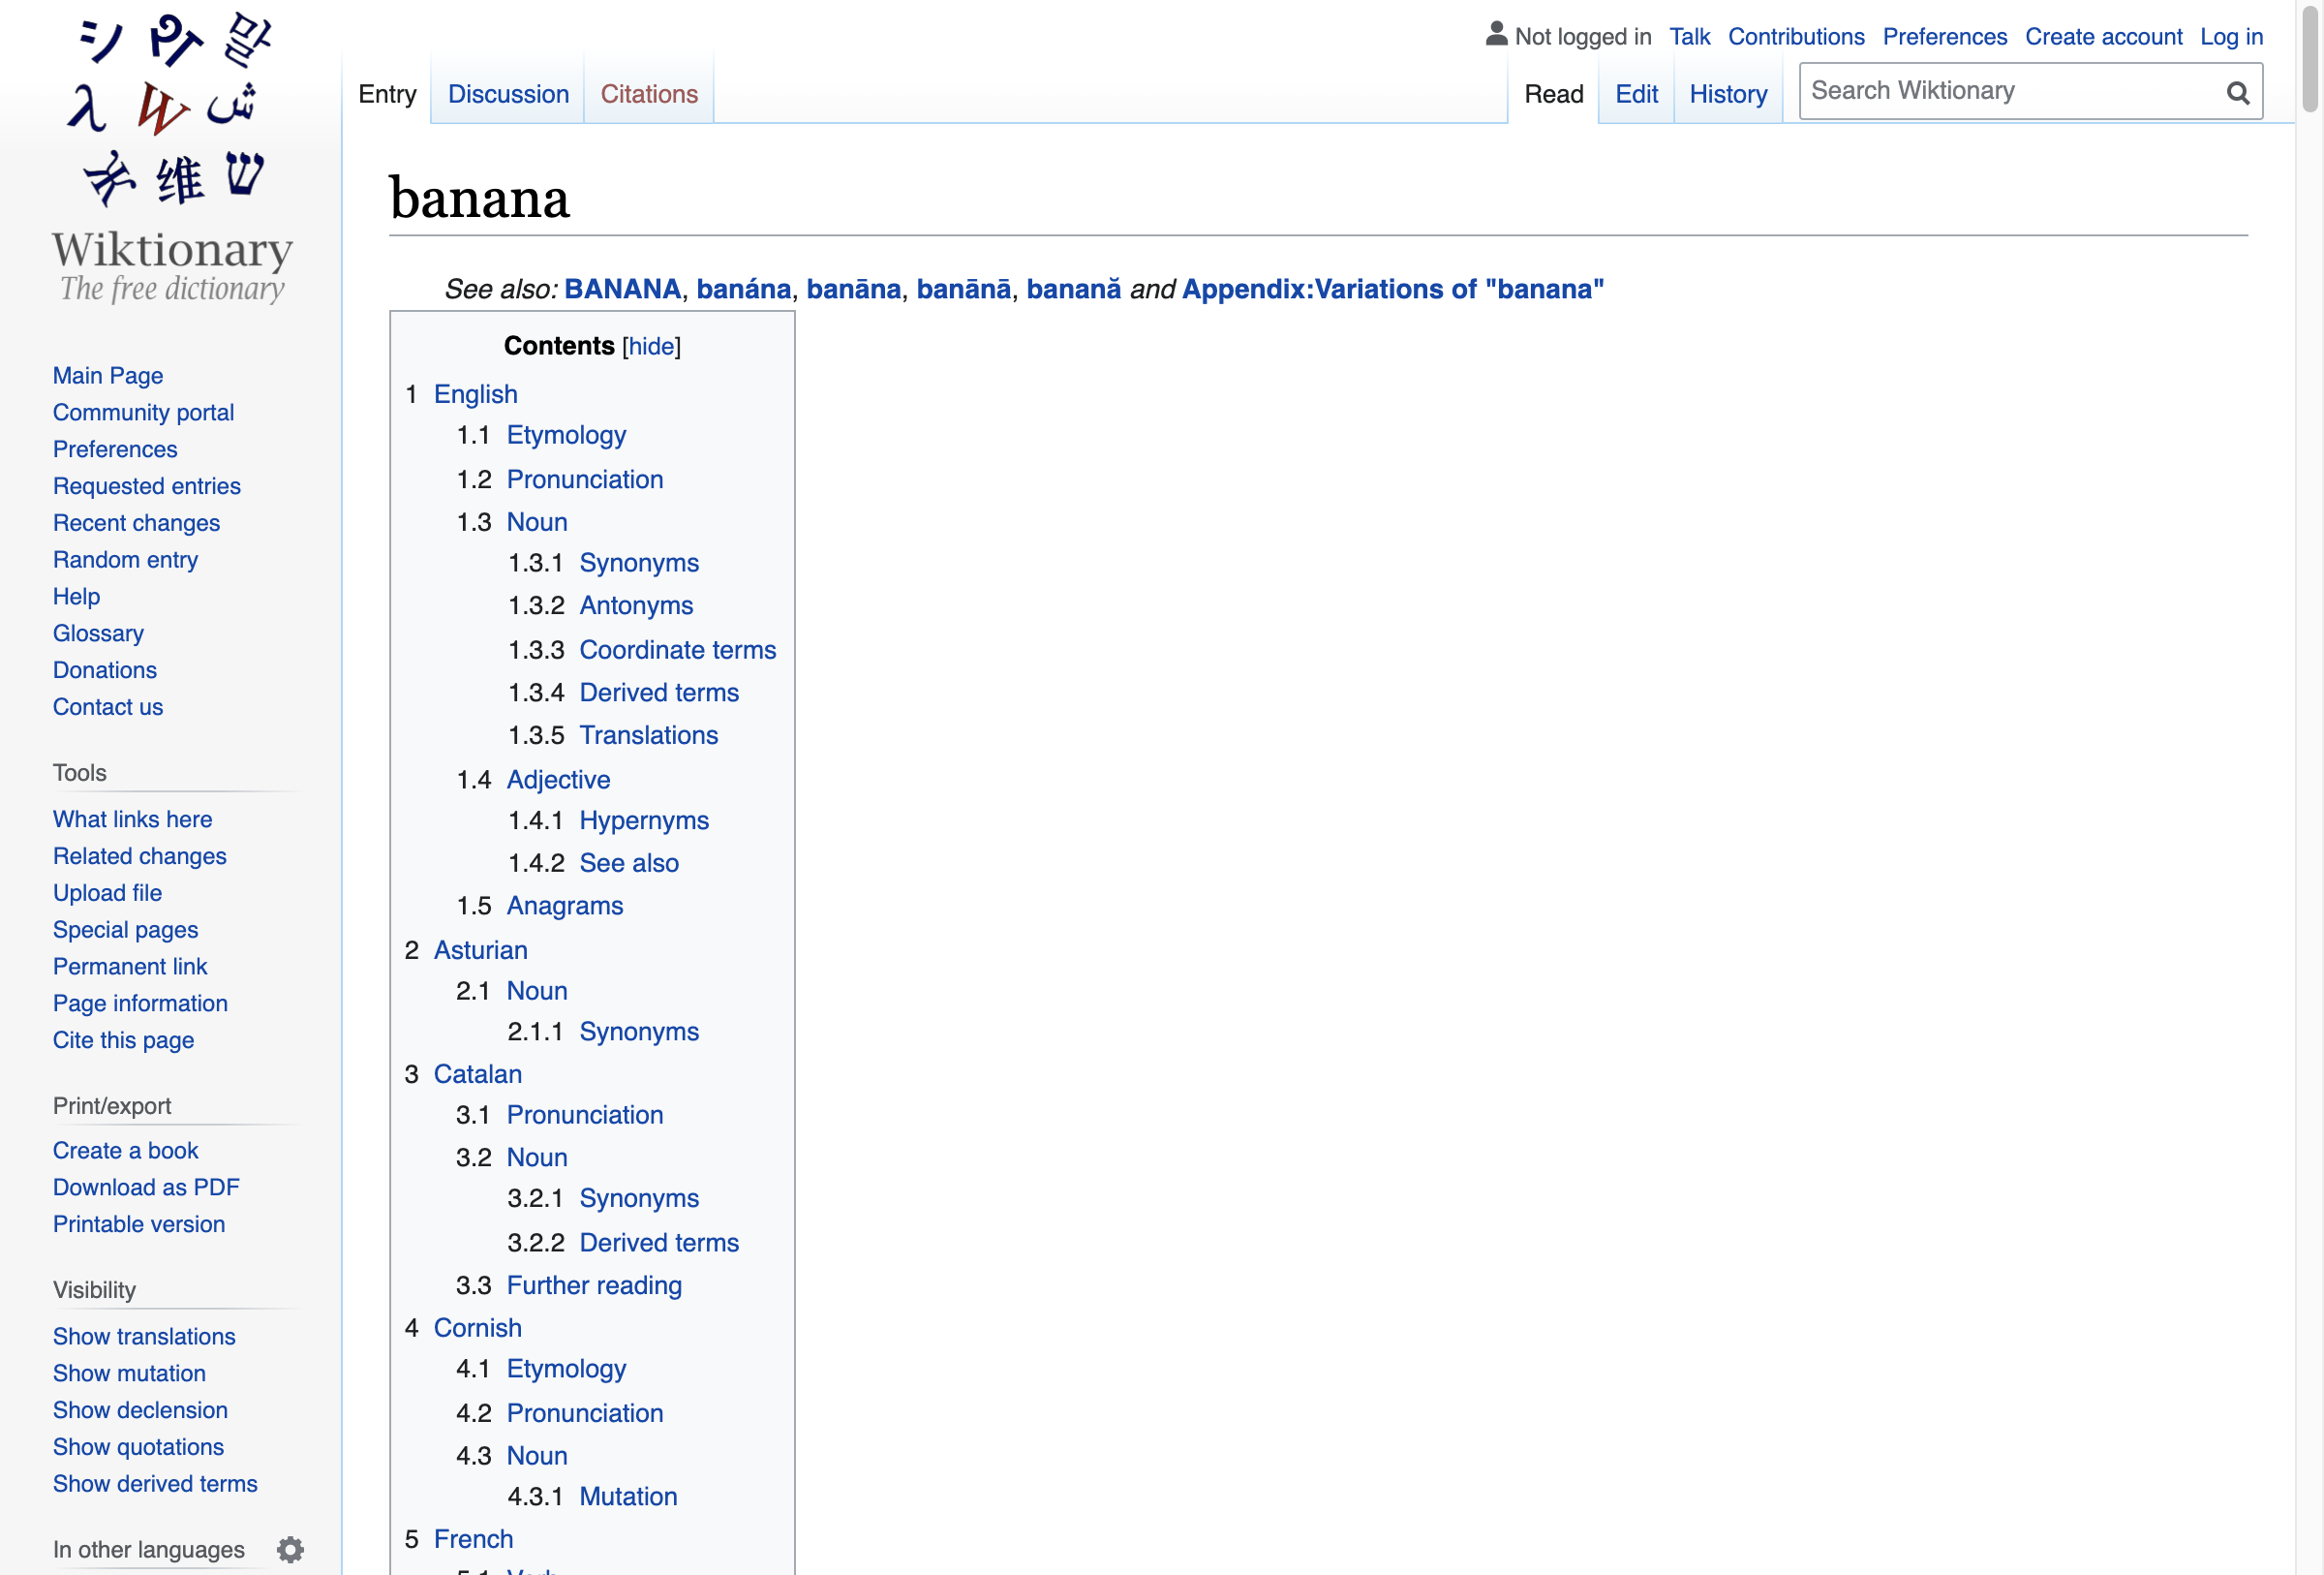 シ や 말
λ W ش
维 ש
Wiktionary
The free dictionary
Main Page
Community portal
Preferences
Requested entries
Recent changes
Random entry
Help
Glossary
Donations
Contact us
Tools
What links here
Related changes
Upload file
Special pages
Permanent link
Page information
Cite this page
Print/export
Create a book
Download as PDF
Printable version
Visibility
Show translations
Show mutation
Show declension
Show quotations
Show derived terms
In other languages
Not logged in Talk Contributions Preferences Create account Log in
Entry Discussion Citations Read Edit History Search Wiktionary
banana
See also: BANANA, banána, banāna, banānā, banană and Appendix:Variations of "banana"
Contents [hide]
1 English
1.1 Etymology
1.2 Pronunciation
1.3 Noun
1.3.1 Synonyms
1.3.2 Antonyms
1.3.3 Coordinate terms
1.3.4 Derived terms
1.3.5 Translations
1.4 Adjective
1.4.1 Hypernyms
1.4.2 See also
1.5 Anagrams
2 Asturian
2.1 Noun
2.1.1 Synonyms
3 Catalan
3.1 Pronunciation
3.2 Noun
3.2.1 Synonyms
3.2.2 Derived terms
3.3 Further reading
4 Cornish
4.1 Etymology
4.2 Pronunciation
4.3 Noun
4.3.1 Mutation
5 French